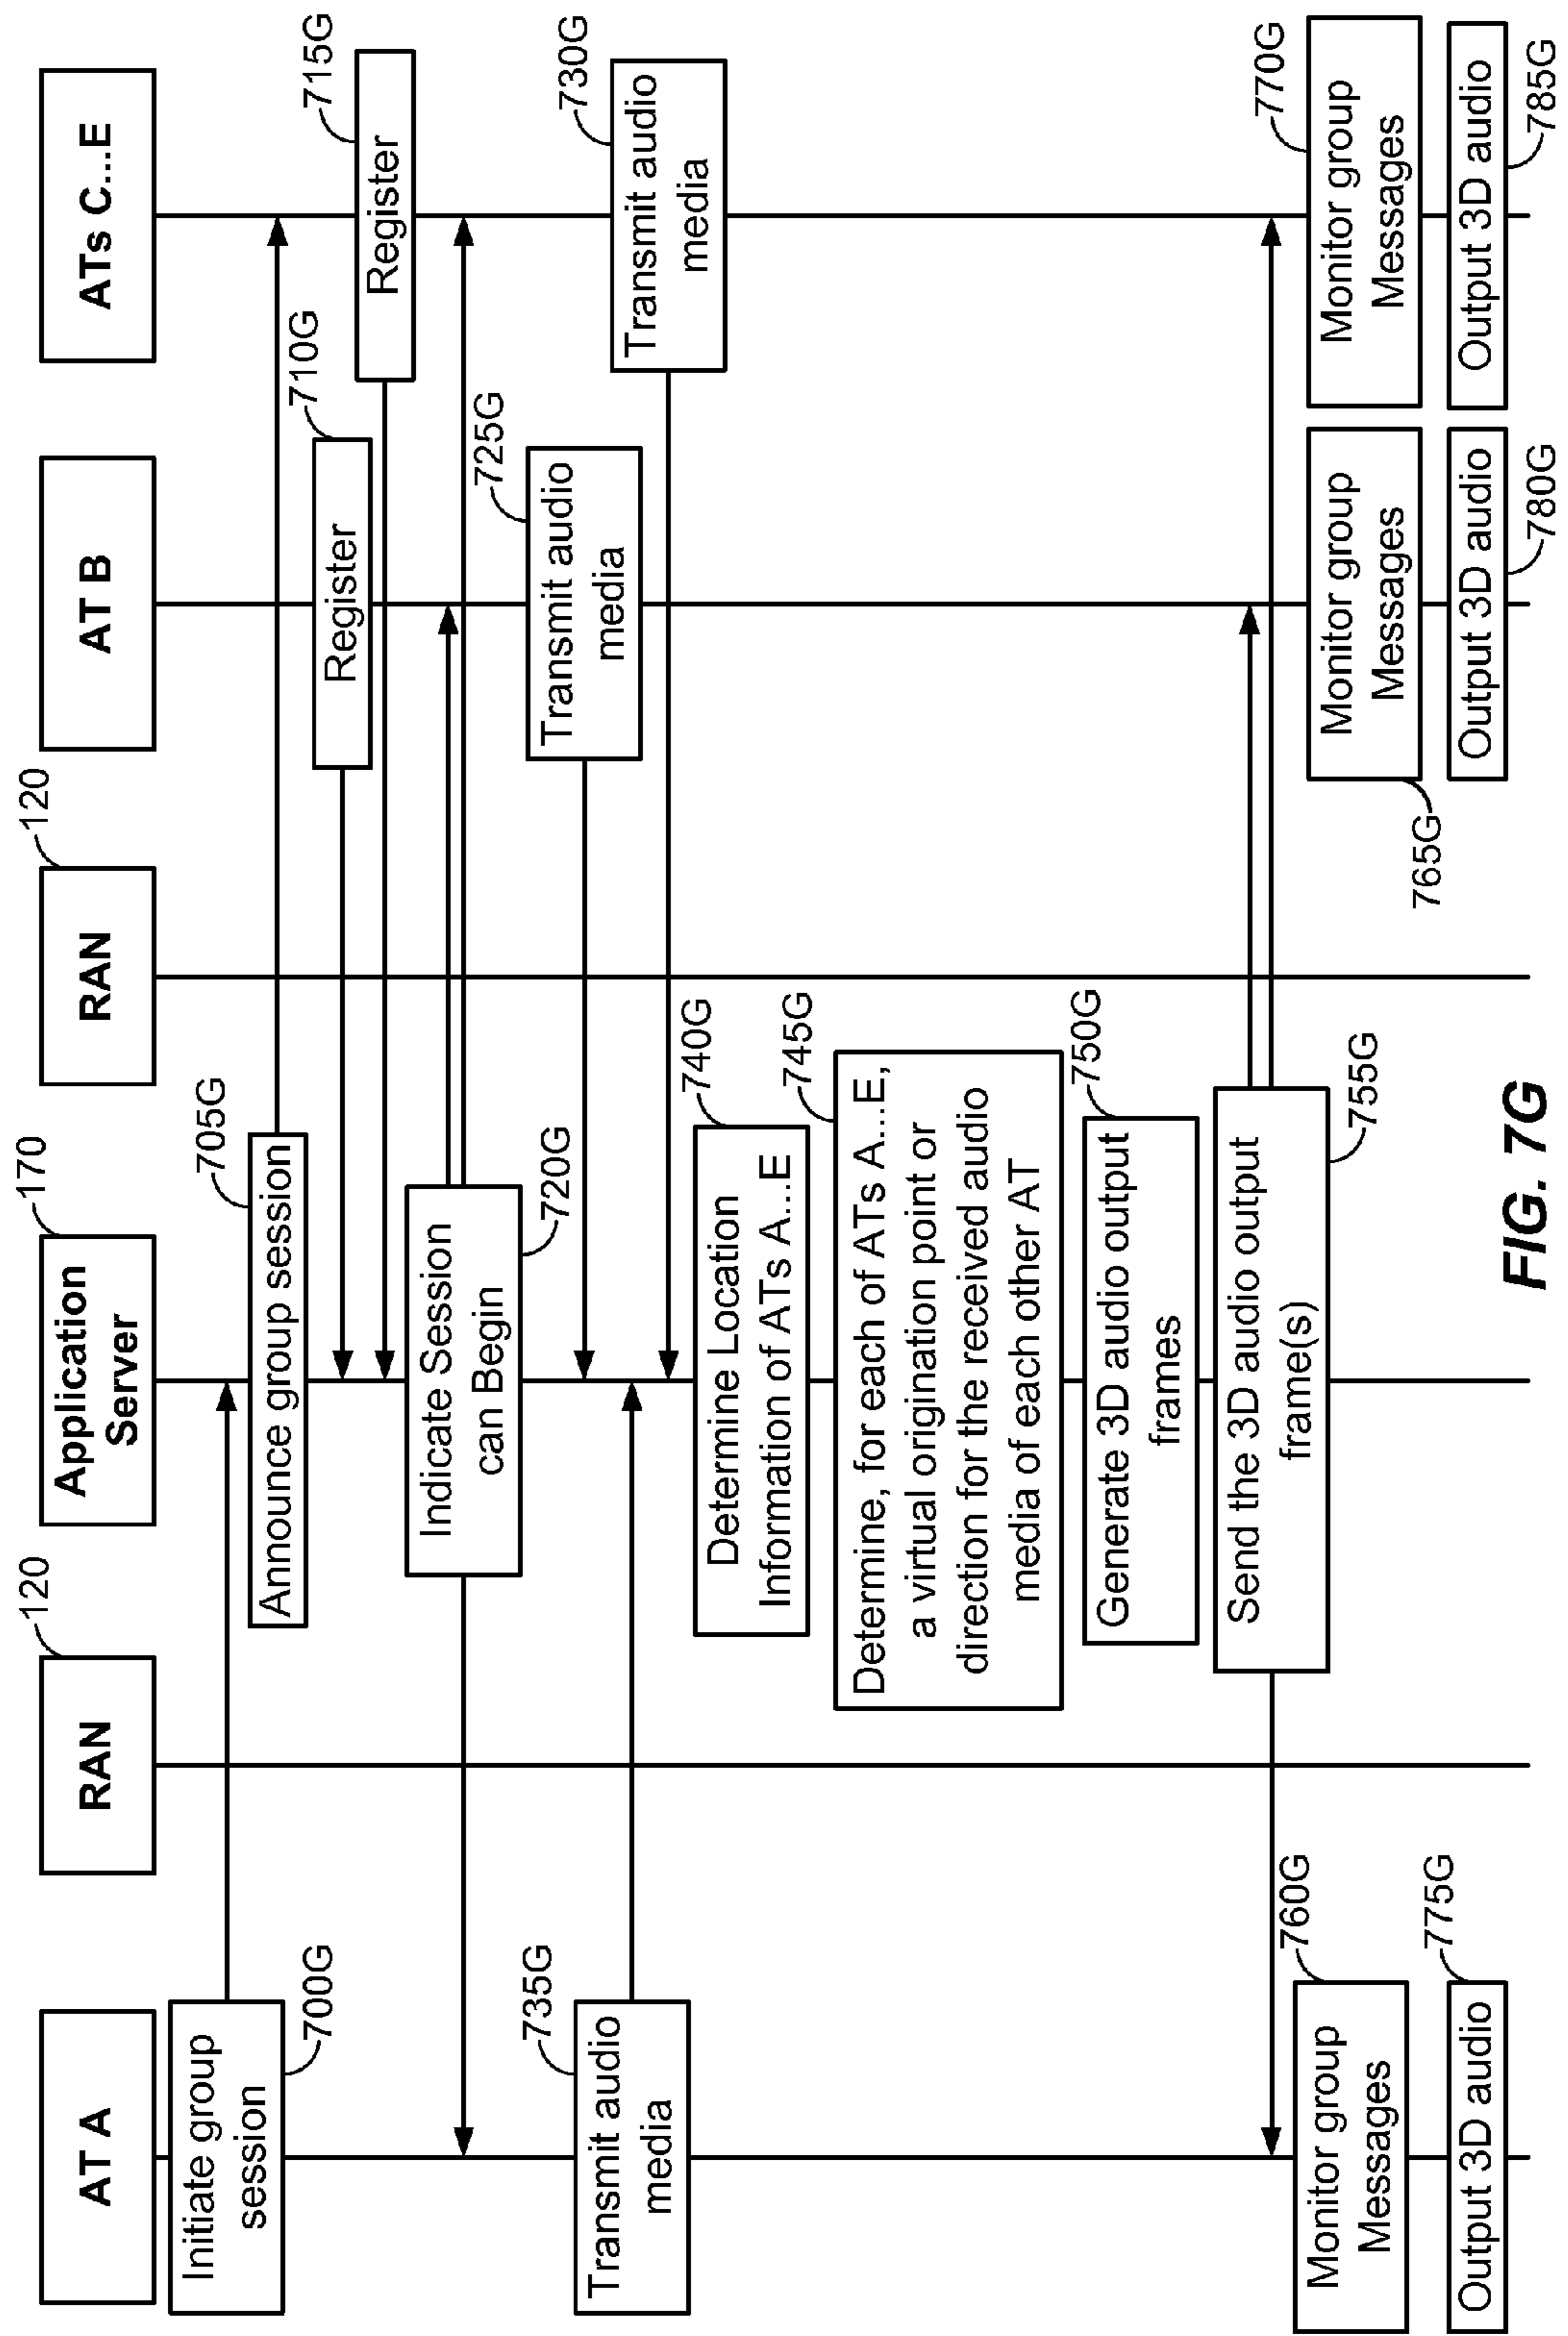 AT A
RAN
120
Application
Server
170
RAN
120
AT B
ATs C...E
Initiate group
session
700G
Announce group session
705G
Register
710G
Register
715G
Indicate Session
can Begin
720G
Transmit audio
media
725G
Transmit audio
media
730G
Transmit audio
media
735G
Determine Location
Information of ATs A...E
740G
Determine, for each of ATs A...E,
a virtual origination point or
direction for the received audio
media of each other AT
745G
Generate 3D audio output
frames
750G
Send the 3D audio output
frame(s)
755G
Monitor group
Messages
760G
Monitor group
Messages
765G
Monitor group
Messages
770G
Output 3D audio
775G
Output 3D audio
780G
Output 3D audio
785G
FIG. 7G